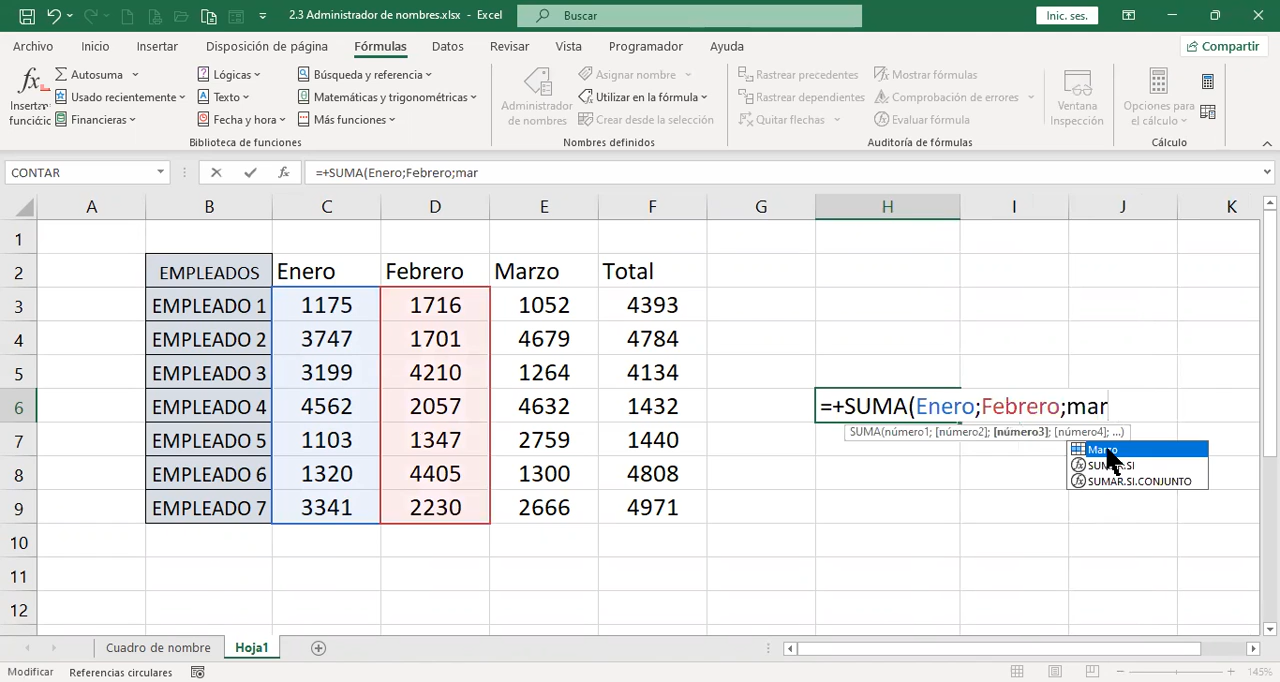 2.3 Administrador de nombres.xlsx - Excel
Buscar
Inic. ses.
Archivo Inicio Insertar Disposición de página Fórmulas Datos Revisar Vista Programador Ayuda
Compartir
fx
Insertar función
Autosuma
Usado recientemente
Financieras
Lógicas
Texto
Fecha y hora
Búsqueda y referencia
Matemáticas y trigonométricas
Más funciones
Biblioteca de funciones
Administrador de nombres
Asignar nombre
Utilizar en la fórmula
Crear desde la selección
Nombres definidos
Rastrear precedentes
Rastrear dependientes
Quitar flechas
Mostrar fórmulas
Comprobación de errores
Evaluar fórmula
Auditoría de fórmulas
Ventana Inspección
Opciones para el cálculo
Cálculo
CONTAR
fx
=+SUMA(Enero;Febrero;mar
A B C D E F G H I J K
1
2 EMPLEADOS Enero Febrero Marzo Total
3 EMPLEADO 1 1175 1716 1052 4393
4 EMPLEADO 2 3747 1701 4679 4784
5 EMPLEADO 3 3199 4210 1264 4134
6 EMPLEADO 4 4562 2057 4632 1432 =+SUMA(Enero;Febrero;mar
SUMA(número1; [número2]; [número3]; [número4]; ...)
7 EMPLEADO 5 1103 1347 2759 1440
Marzo
SUMAR.SI
SUMAR.SI.CONJUNTO
8 EMPLEADO 6 1320 4405 1300 4808
9 EMPLEADO 7 3341 2230 2666 4971
10
11
12
Cuadro de nombre Hoja1
Modificar Referencias circulares
145%